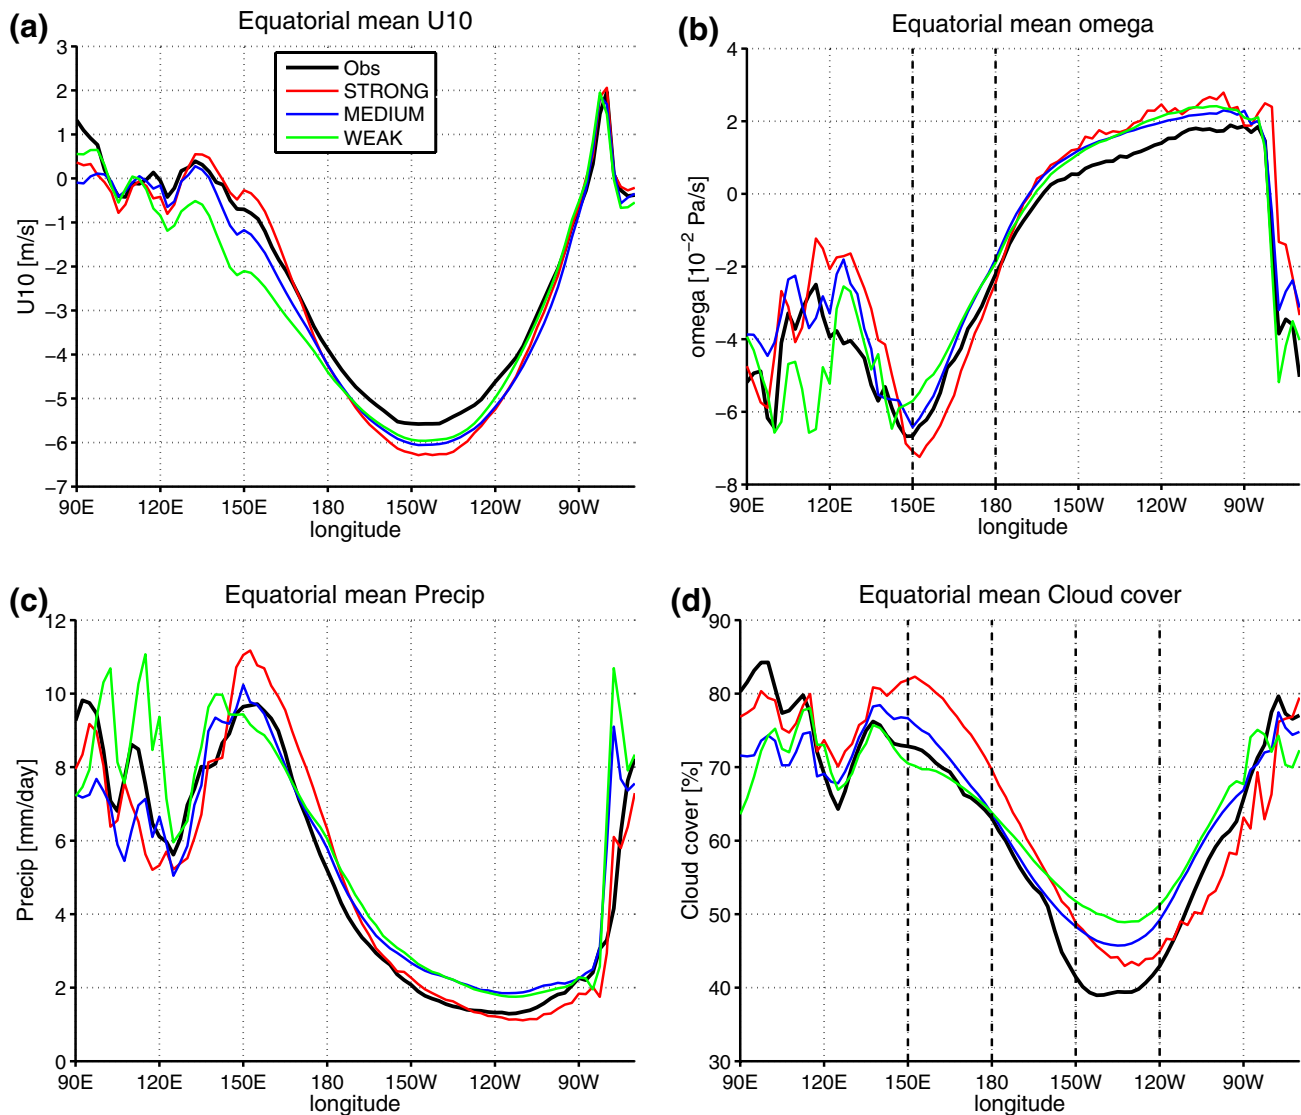 (a)
Equatorial mean U10
3
2
1
0
−1
−2
−3
−4
−5
−6
−7
U10 [m/s]
Obs
STRONG
MEDIUM
WEAK
90E 120E 150E 180 150W 120W 90W
longitude
(b)
Equatorial mean omega
4
2
0
−2
−4
−6
−8
omega [10⁻² Pa/s]
90E 120E 150E 180 150W 120W 90W
longitude
(c)
Equatorial mean Precip
12
10
8
6
4
2
0
Precip [mm/day]
90E 120E 150E 180 150W 120W 90W
longitude
(d)
Equatorial mean Cloud cover
90
80
70
60
50
40
30
Cloud cover [%]
90E 120E 150E 180 150W 120W 90W
longitude